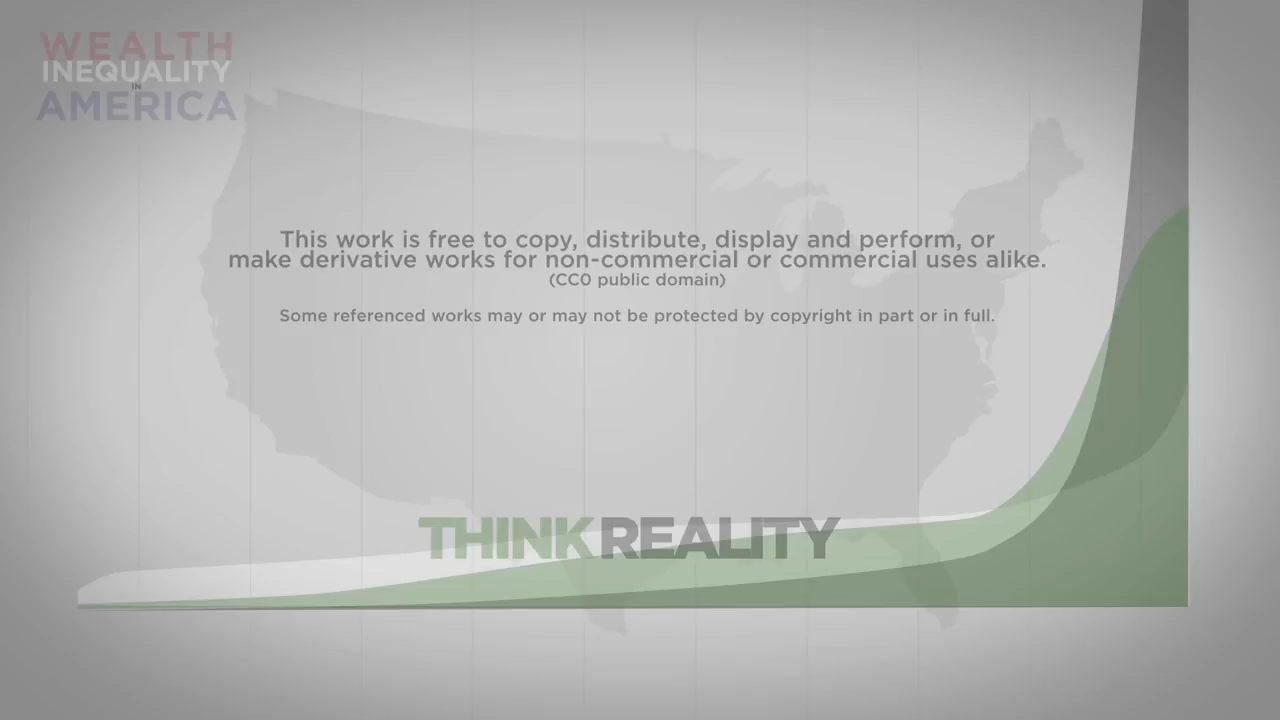 WEALTH
INEQUALITY
IN
AMERICA
This work is free to copy, distribute, display and perform, or
make derivative works for non-commercial or commercial uses alike.
(CC0 public domain)
Some referenced works may or may not be protected by copyright in part or in full.
THINKREALITY